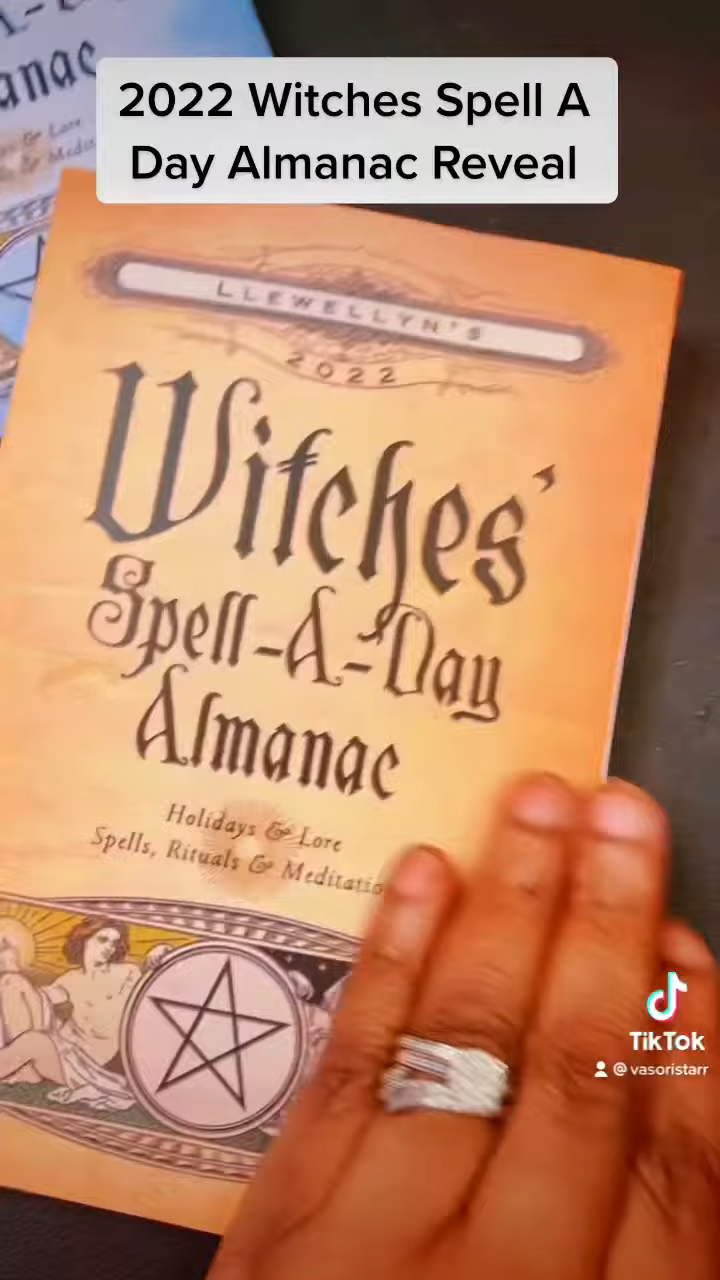 2022 Witches Spell A
Day Almanac Reveal
anac
LLEWELLYN'S
2022
Witches'
Spell-A-Day
Almanac
Holidays & Lore
Spells, Rituals & Meditatio
TikTok
@vasoristarr